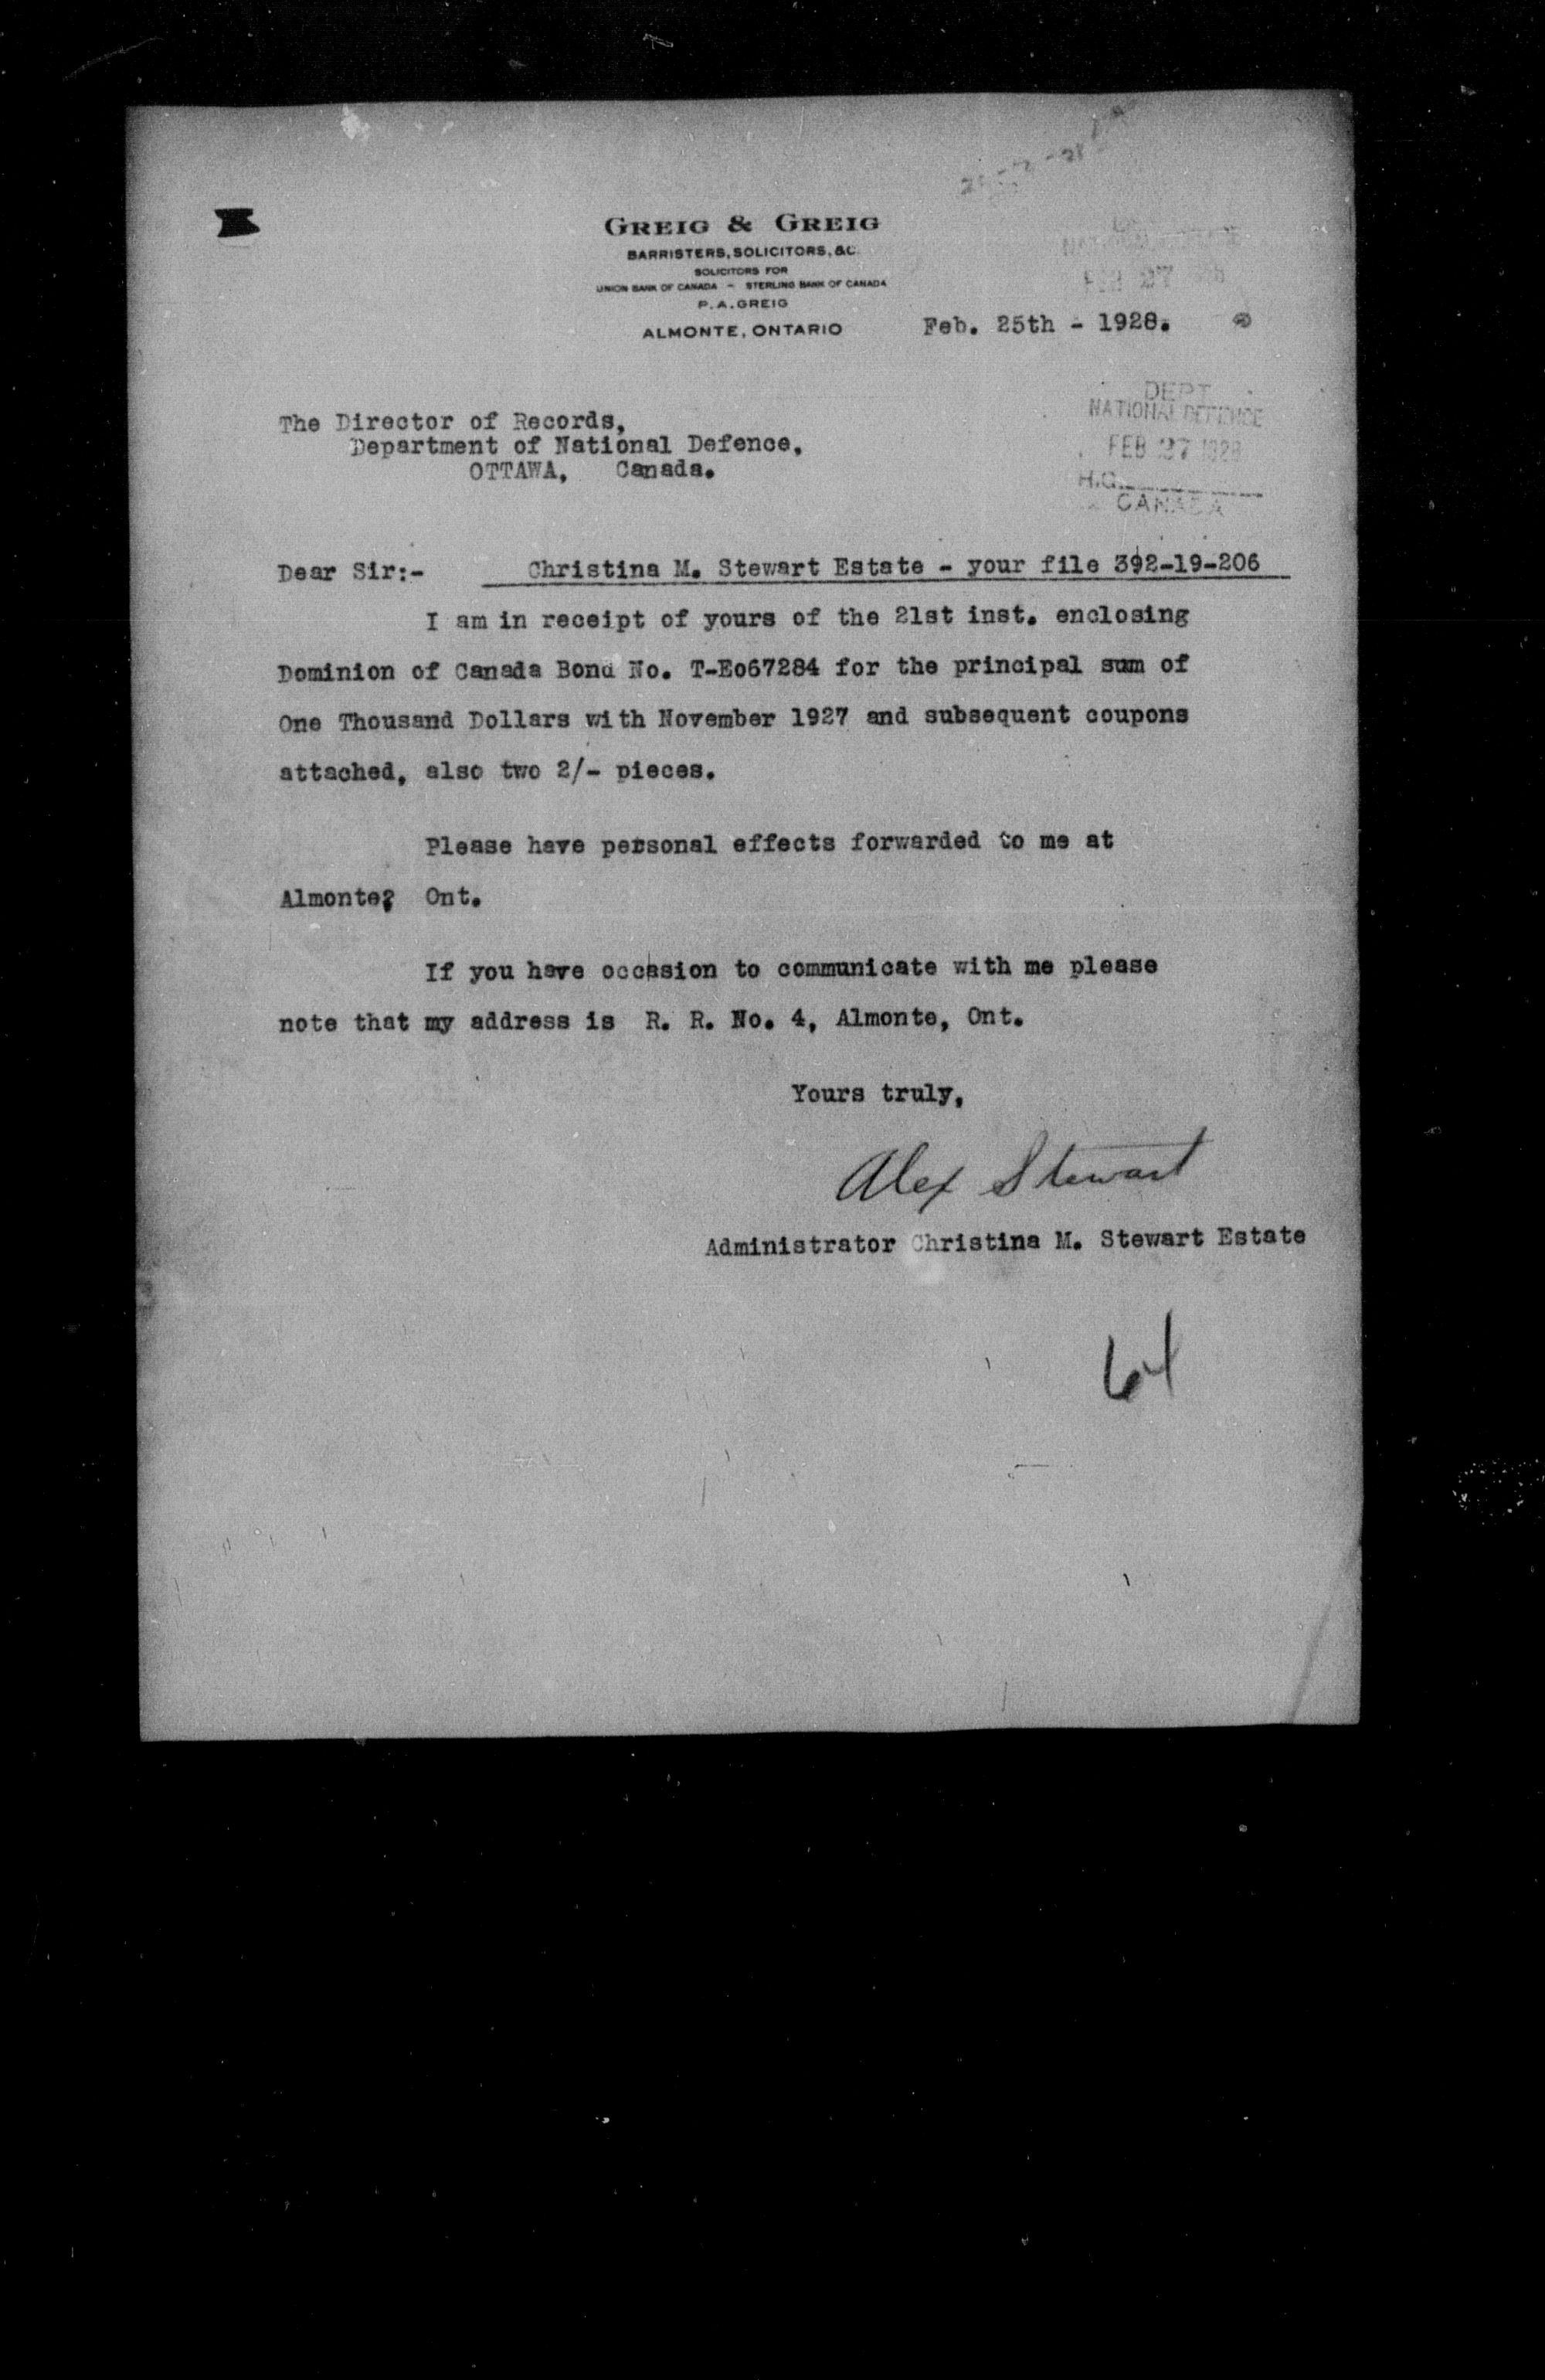 GREIG & GREIG
BARRISTERS, SOLICITORS, &C.
SOLICITORS FOR
UNION BANK OF CANADA – STERLING BANK OF CANADA
P. A. GREIG
ALMONTE, ONTARIO
Feb. 25th - 1928.
DEPT
NATIONAL DEFENCE
FEB 27 1928
H.Q.
CANADA
The Director of Records,
Department of National Defence,
OTTAWA, Canada.
Dear Sir:- Christina M. Stewart Estate - your file 392-19-206
I am in receipt of yours of the 21st inst. enclosing
Dominion of Canada Bond No. T-Eo67284 for the principal sum of
One Thousand Dollars with November 1927 and subsequent coupons
attached, also two 2/- pieces.
Please have personal effects forwarded to me at
Almonte, Ont.
If you have occasion to communicate with me please
note that my address is R. R. No. 4, Almonte, Ont.
Yours truly,
Alex Stewart
Administrator Christina M. Stewart Estate
64